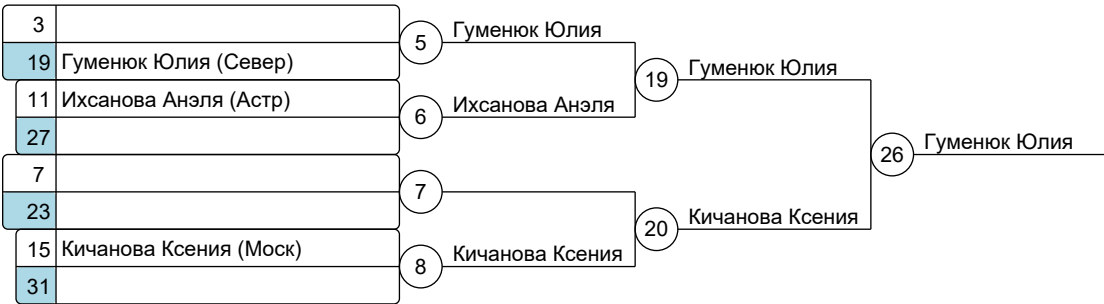 3
5
Гуменюк Юлия
19 Гуменюк Юлия (Север)
19
Гуменюк Юлия
11 Ихсанова Анэля (Астр)
6
Ихсанова Анэля
27
26
Гуменюк Юлия
7
7
23
20
Кичанова Ксения
15 Кичанова Ксения (Моск)
8
Кичанова Ксения
31